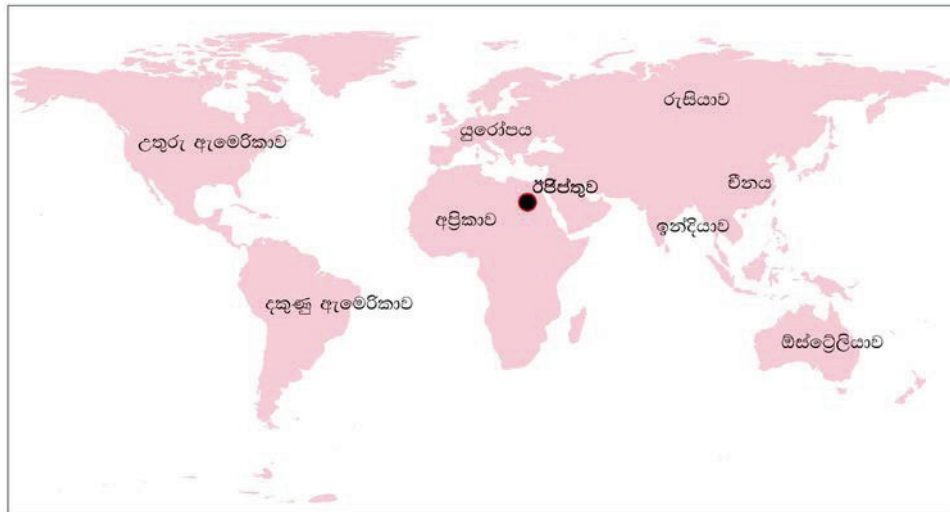 රුසියාව
යුරෝපය
උතුරු ඇමෙරිකාව
චීනය
ඊජිප්තුව
අප්‍රිකාව
ඉන්දියාව
දකුණු ඇමෙරිකාව
ඕස්ට්‍රේලියාව